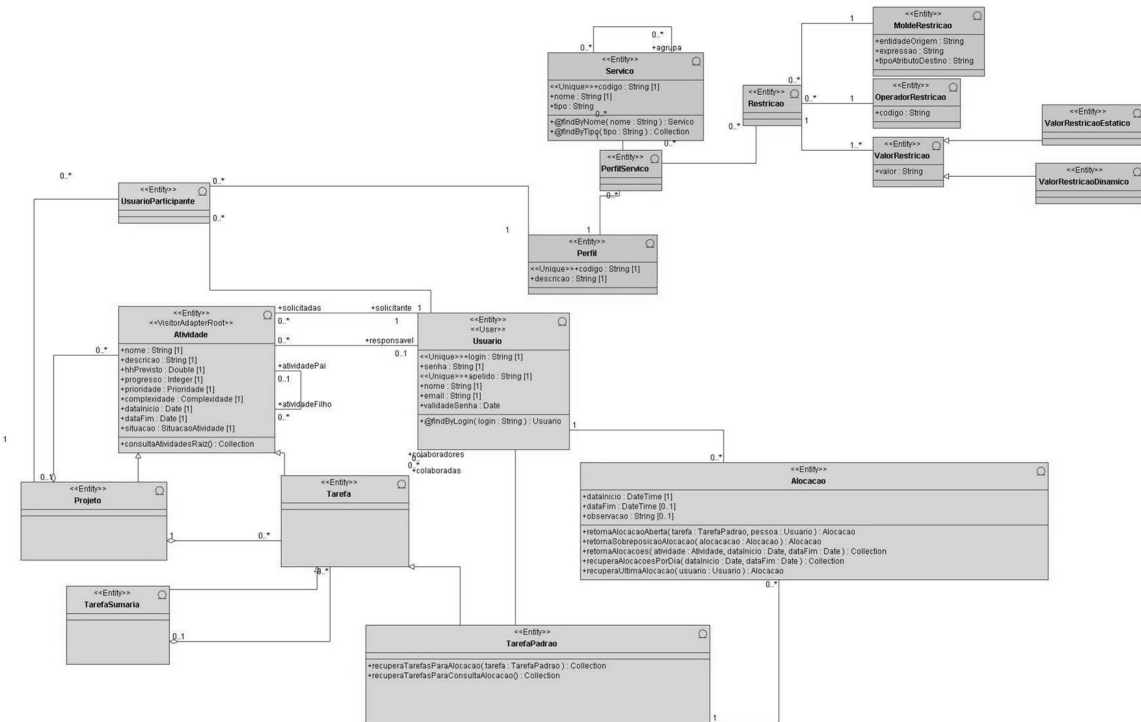 0..*
0..*
+agrupa
<<Entity>>
Servico
<<Unique>>+codigo : String [1]
+nome : String [1]
+tipo : String
0..*
+@findByNome( nome : String ) : Servico
+@findByTipo( tipo : String ) : Collection
1
0..*
<<Entity>>
PerfilServico
0..*
1
0..*
<<Entity>>
Restricao
0..*
1
0..*
1
1
1..*
<<Entity>>
MoldeRestricao
+entidadeOrigem : String
+expressao : String
+tipoAtributoDestino : String
<<Entity>>
OperadorRestricao
+codigo : String
<<Entity>>
ValorRestricao
+valor : String
<<Entity>>
ValorRestricaoEstatico
<<Entity>>
ValorRestricaoDinamico
0..*
<<Entity>>
UsuarioParticipante
0..*
0..*
1
<<Entity>>
Perfil
<<Unique>>+codigo : String [1]
+descricao : String [1]
<<Entity>>
<<VisitorAdapterRoot>>
Atividade
+nome : String [1]
+descricao : String [1]
+hhPrevisto : Double [1]
+progresso : Integer [1]
+prioridade : Prioridade [1]
+complexidade : Complexidade [1]
+dataInicio : Date [1]
+dataFim : Date [1]
+situacao : SituacaoAtividade [1]
+consultaAtividadesRaiz() : Collection
+solicitadas
+solicitante
1
0..*
1
0..*
+responsavel
0..1
+atividadePai
0..1
+atividadeFilho
0..*
<<Entity>>
<<User>>
Usuario
<<Unique>>+login : String [1]
+senha : String [1]
<<Unique>>+apelido : String [1]
+nome : String [1]
+email : String [1]
+validadeSenha : Date
+@findByLogin( login : String ) : Usuario
0..*
1
0..1
+colaboradores
0..*
0..*
+colaboradas
1
0..*
<<Entity>>
Projeto
1
0..*
<<Entity>>
Tarefa
0..*
<<Entity>>
TarefaSumaria
0..1
<<Entity>>
Alocacao
+dataInicio : DateTime [1]
+dataFim : DateTime [0..1]
+observacao : String [0..1]
+retornaAlocacaoAberta( tarefa : TarefaPadrao, pessoa : Usuario ) : Alocacao
+retornaSobreposicaoAlocacao( alocacacao : Alocacao ) : Alocacao
+retornaAlocacoes( atividade : Atividade, dataInicio : Date, dataFim : Date ) : Collection
+recuperaAlocacoesPorDia( dataInicio : Date, dataFim : Date ) : Collection
+recuperaUltimaAlocacao( usuario : Usuario ) : Alocacao
0..*
<<Entity>>
TarefaPadrao
+recuperaTarefasParaAlocacao( tarefa : TarefaPadrao ) : Collection
+recuperaTarefasParaConsultaAlocacao() : Collection
1